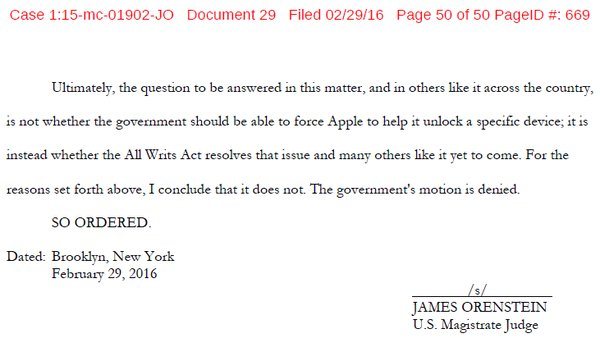 Case 1:15-mc-01902-JO Document 29 Filed 02/29/16 Page 50 of 50 PageID #: 669
Ultimately, the question to be answered in this matter, and in others like it across the country,
is not whether the government should be able to force Apple to help it unlock a specific device; it is
instead whether the All Writs Act resolves that issue and many others like it yet to come. For the
reasons set forth above, I conclude that it does not. The government's motion is denied.
SO ORDERED.
Dated: Brooklyn, New York
February 29, 2016
/s/
JAMES ORENSTEIN
U.S. Magistrate Judge